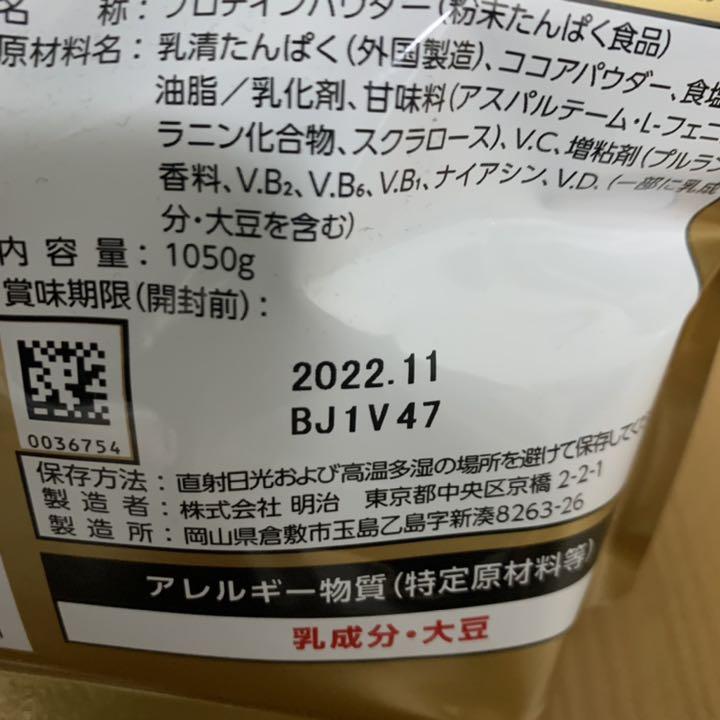 名 称：プロテインパウダー（粉末たんぱく食品）
原材料名：乳清たんぱく（外国製造）、ココアパウダー、食塩
油脂／乳化剤、甘味料（アスパルテーム・L-フェニ
ラニン化合物、スクラロース）、V.C、増粘剤（プルラン
香料、V.B₂、V.B₆、V.B₁、ナイアシン、V.D、（一部に乳成
分・大豆を含む）
内容量：1050g
賞味期限（開封前）：
2022.11
BJ1V47
0036754
保存方法：直射日光および高温多湿の場所を避けて保存してく
製造者：株式会社 明治 東京都中央区京橋 2-2-1
製造所：岡山県倉敷市玉島乙島字新湊8263-26
アレルギー物質（特定原材料等）
乳成分・大豆